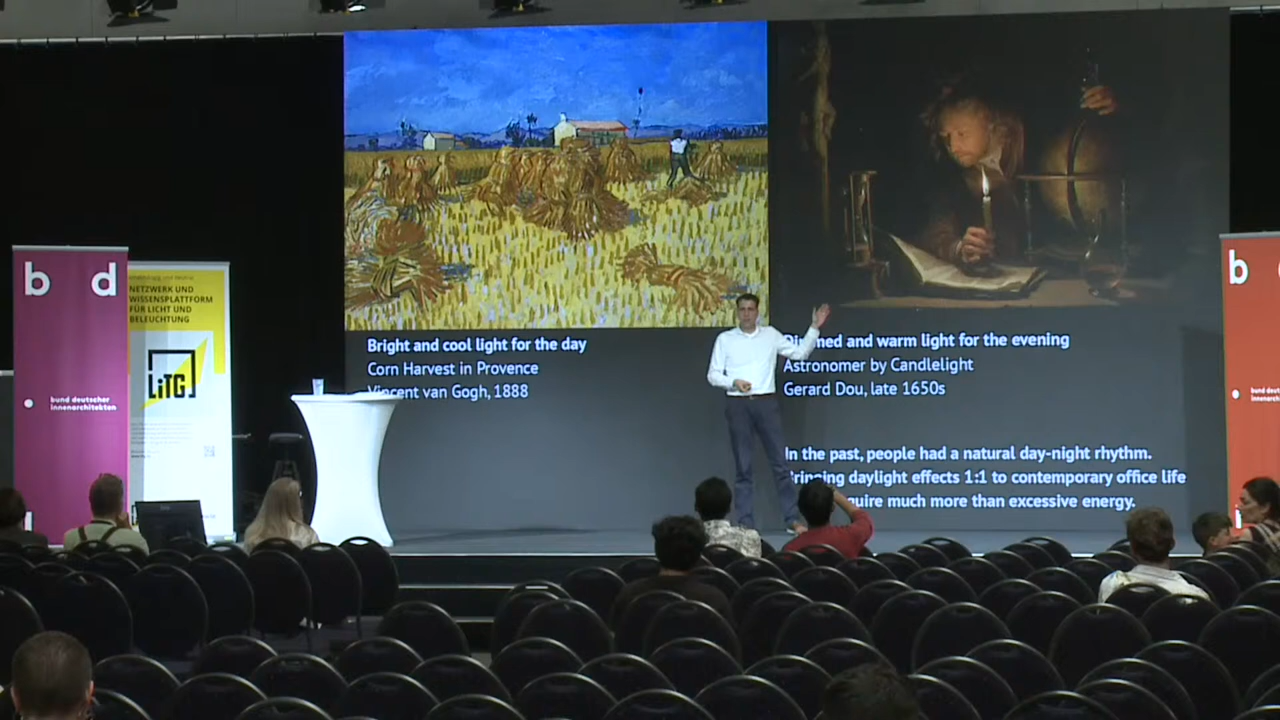 b d
bund deutscher
innenarchitekten
NETZWERK UND
WISSENSPLATTFORM
FÜR LICHT UND
BELEUCHTUNG
LiTG
Bright and cool light for the day
Corn Harvest in Provence
Vincent van Gogh, 1888
Dimmed and warm light for the evening
Astronomer by Candlelight
Gerard Dou, late 1650s
In the past, people had a natural day-night rhythm.
Bringing daylight effects 1:1 to contemporary office life
much more than excessive energy.
b
bund